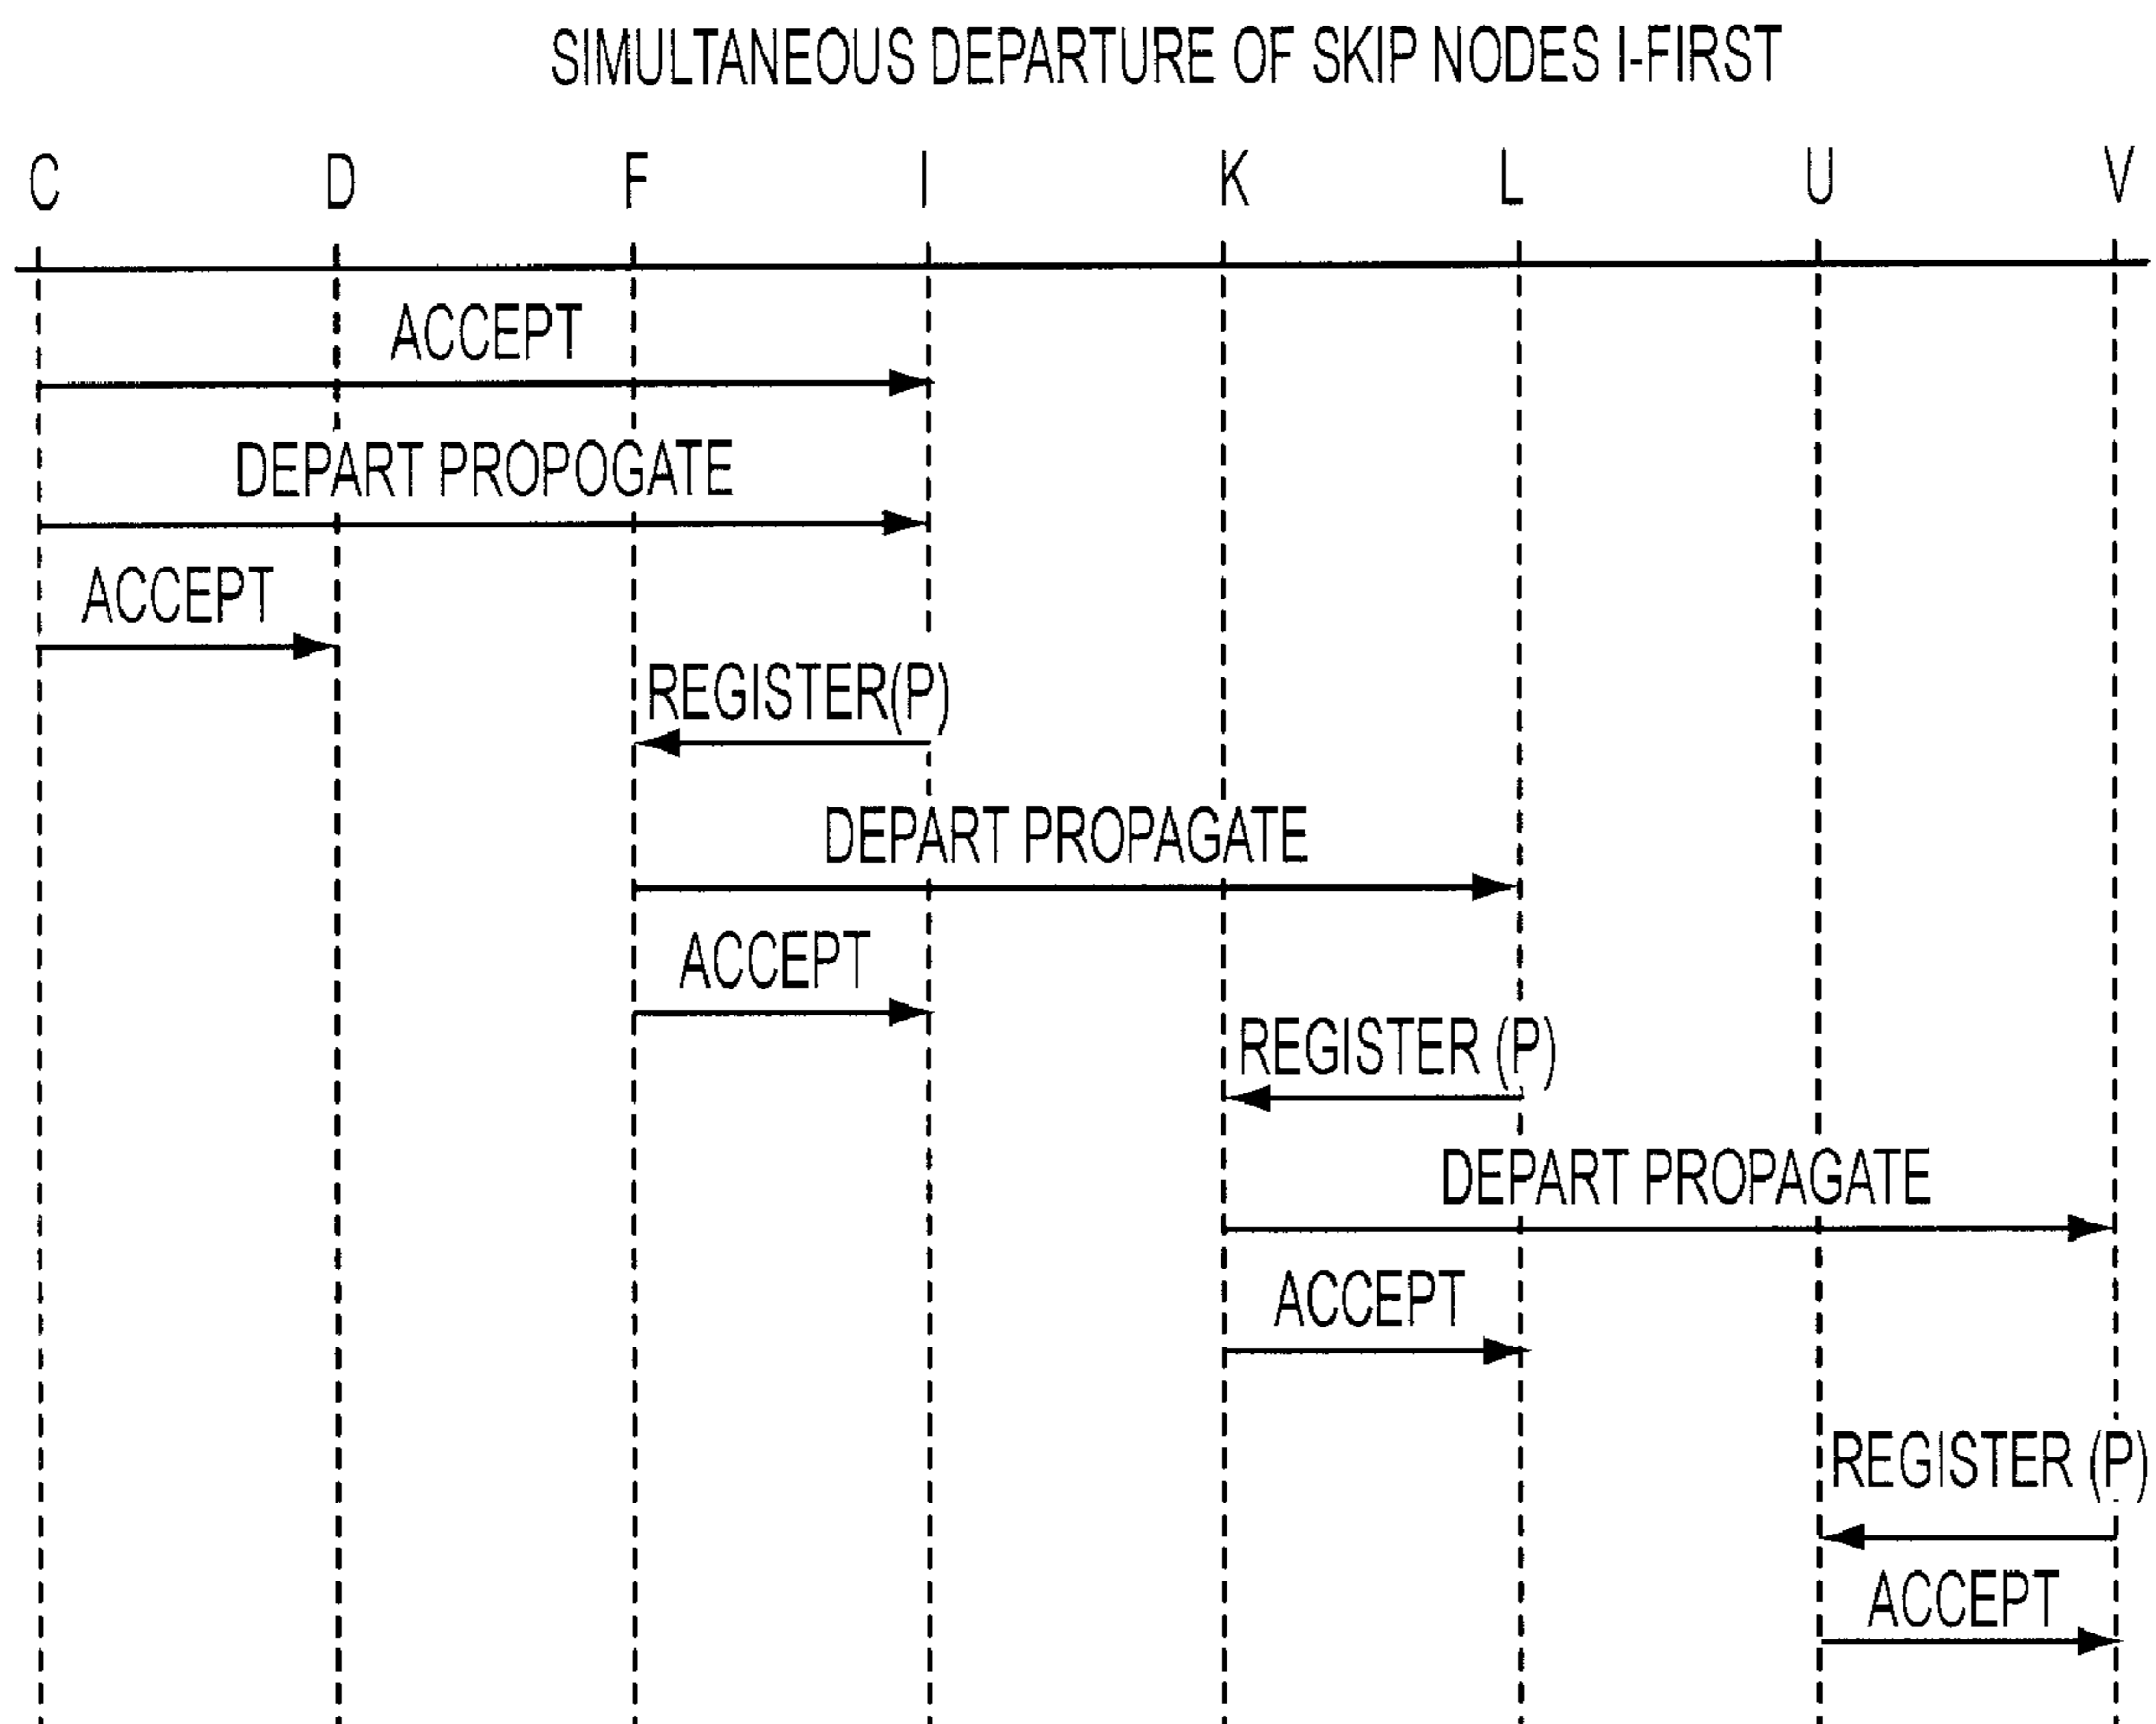 SIMULTANEOUS DEPARTURE OF SKIP NODES I-FIRST
C D F I K L U V
ACCEPT
DEPART PROPOGATE
ACCEPT
REGISTER(P)
DEPART PROPAGATE
ACCEPT
REGISTER (P)
DEPART PROPAGATE
ACCEPT
REGISTER (P)
ACCEPT